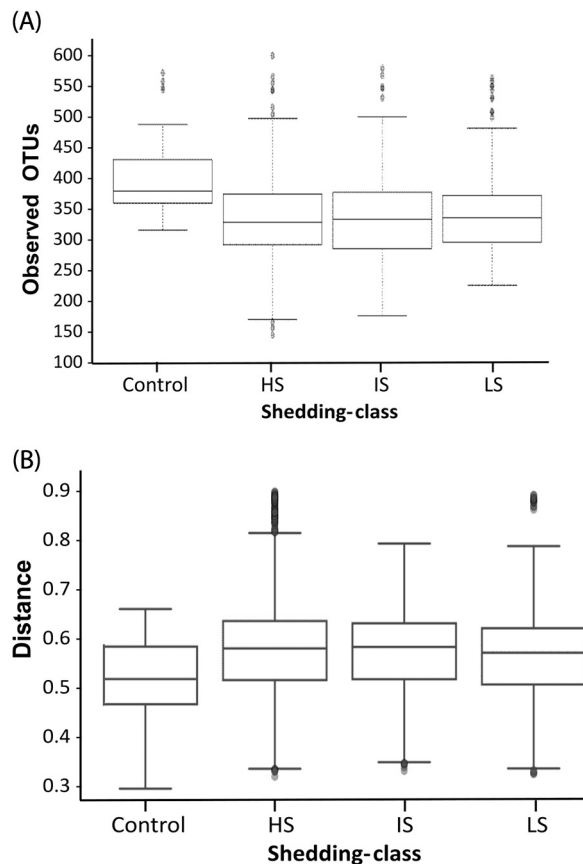 (A)
600
550
500
450
400
350
300
250
200
150
100
Observed OTUs
Control HS IS LS
Shedding-class
(B)
0.9
0.8
0.7
0.6
0.5
0.4
0.3
Distance
Control HS IS LS
Shedding-class